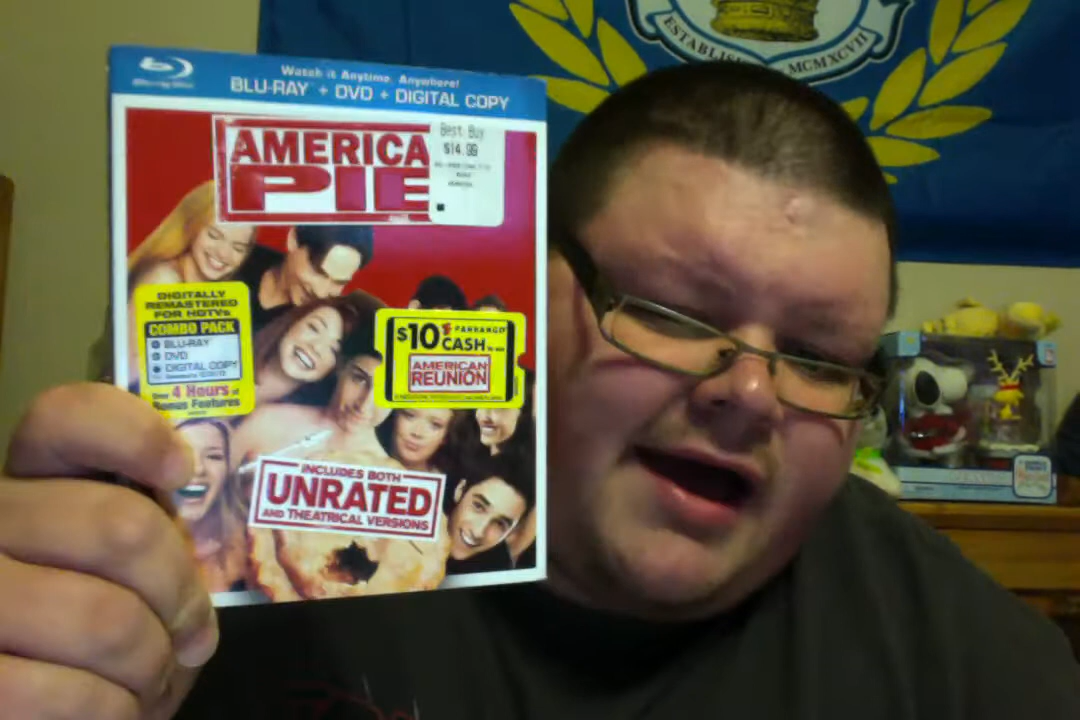 ESTABLIS
MCMXCVII
Blu-ray Disc
Watch it Anytime, Anywhere!
BLU-RAY + DVD + DIGITAL COPY
AMERICA
PIE
Best Buy
$14.99
DIGITALLY
REMASTERED
FOR HDTVs
COMBO PACK
BLU-RAY
DVD
DIGITAL COPY
Over 4 Hours of
Bonus Features
$10 FANDANGO
CASH
AMERICAN
REUNION
INCLUDES BOTH
UNRATED
AND THEATRICAL VERSIONS